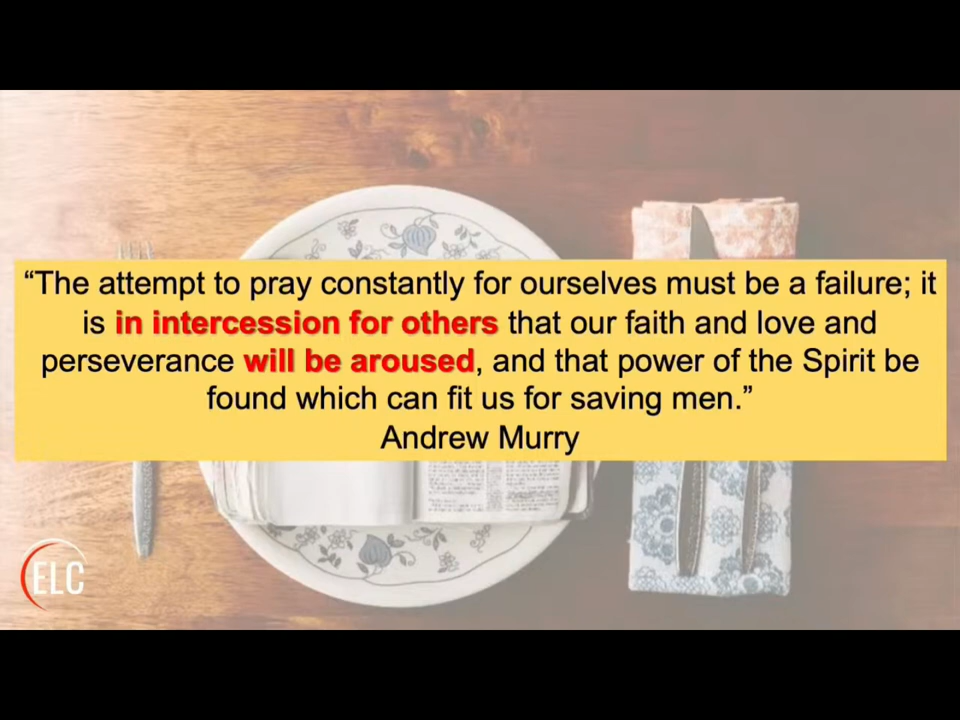 “The attempt to pray constantly for ourselves must be a failure; it
is in intercession for others that our faith and love and
perseverance will be aroused, and that power of the Spirit be
found which can fit us for saving men.”
Andrew Murry
ELC